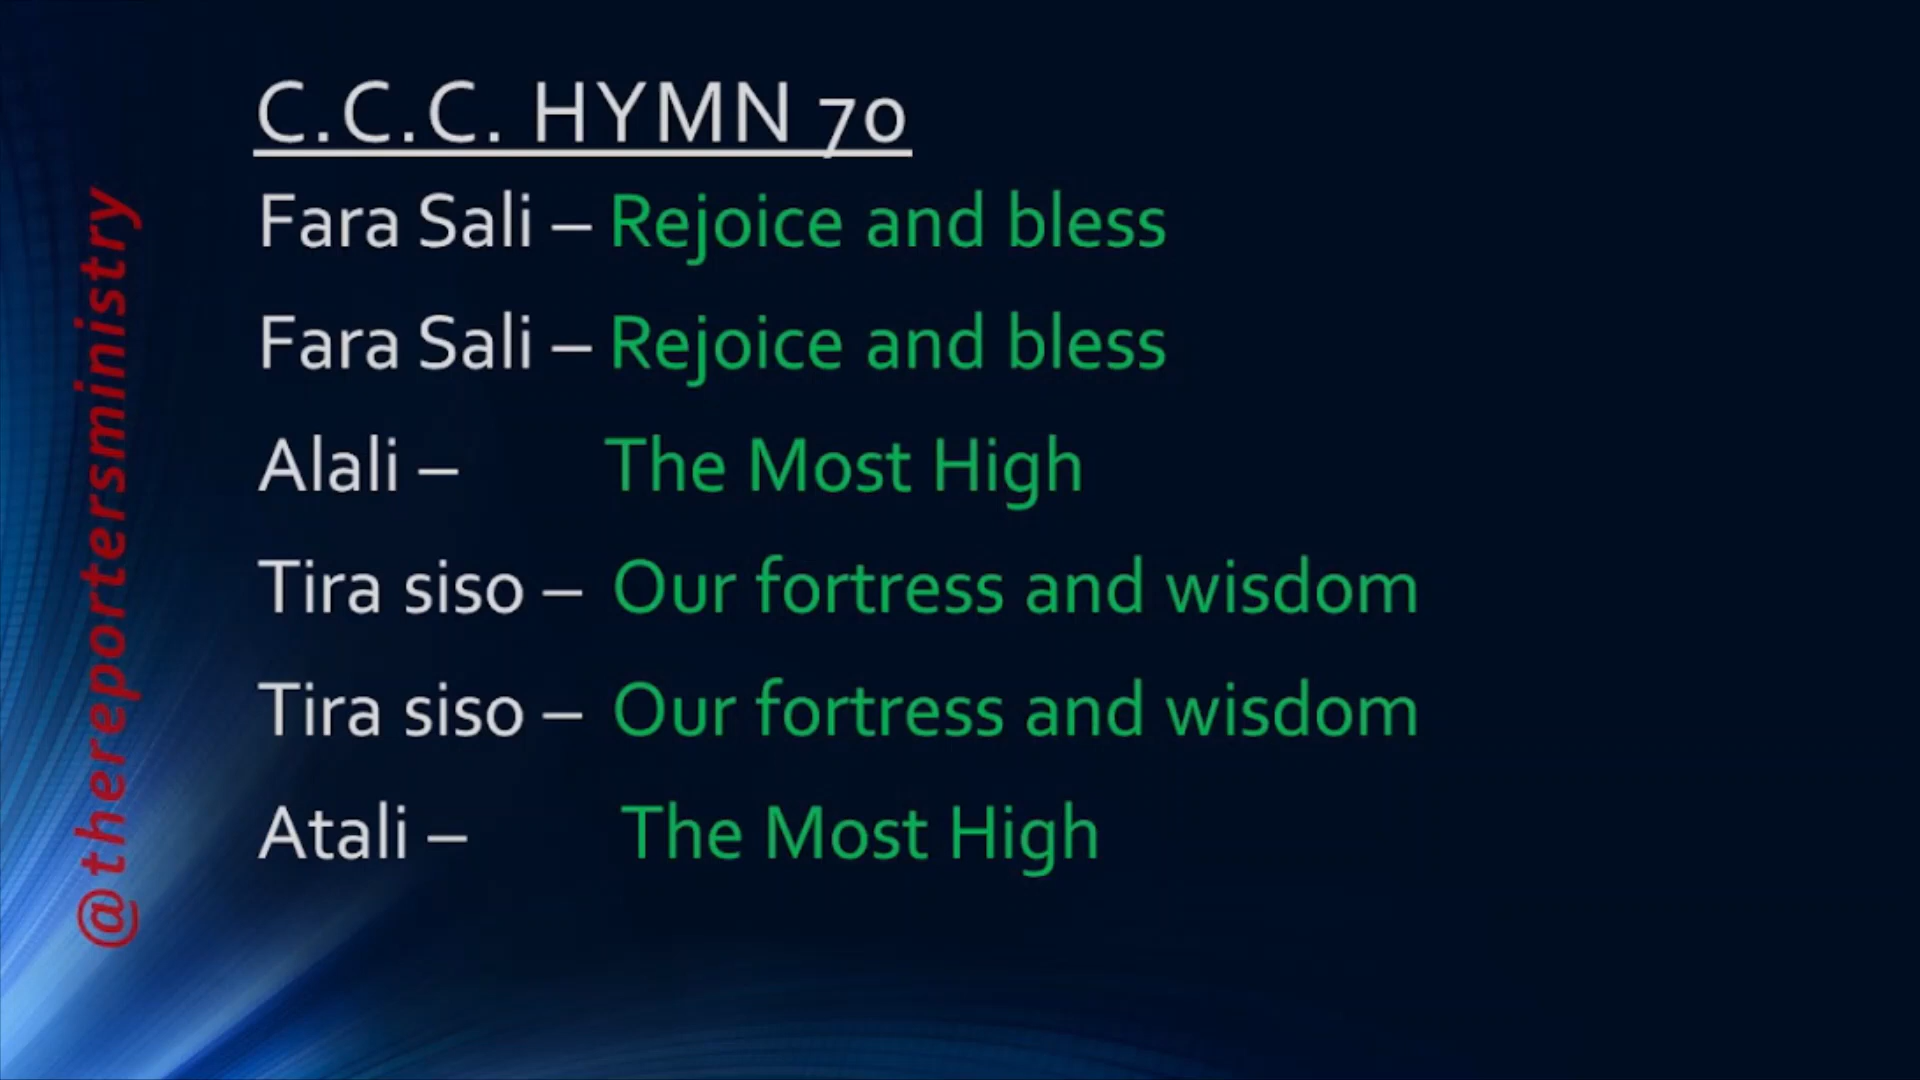 C.C.C. HYMN 70
Fara Sali – Rejoice and bless
Fara Sali – Rejoice and bless
Alali – The Most High
Tira siso – Our fortress and wisdom
Tira siso – Our fortress and wisdom
Atali – The Most High
@thereportersministry